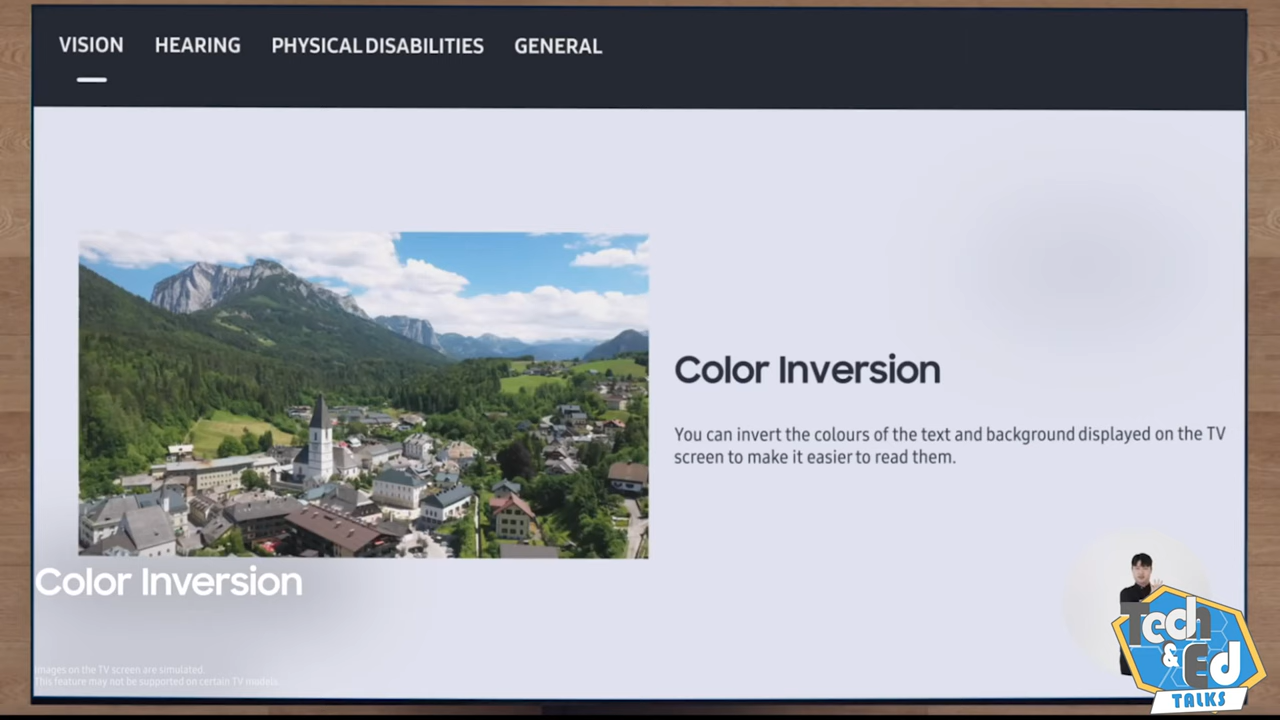 VISION HEARING PHYSICAL DISABILITIES GENERAL
Color Inversion
You can invert the colours of the text and background displayed on the TV
screen to make it easier to read them.
Color Inversion
Images on the TV screen are simulated.
This feature may not be supported on certain TV models.
Tech
& Ed
TALKS